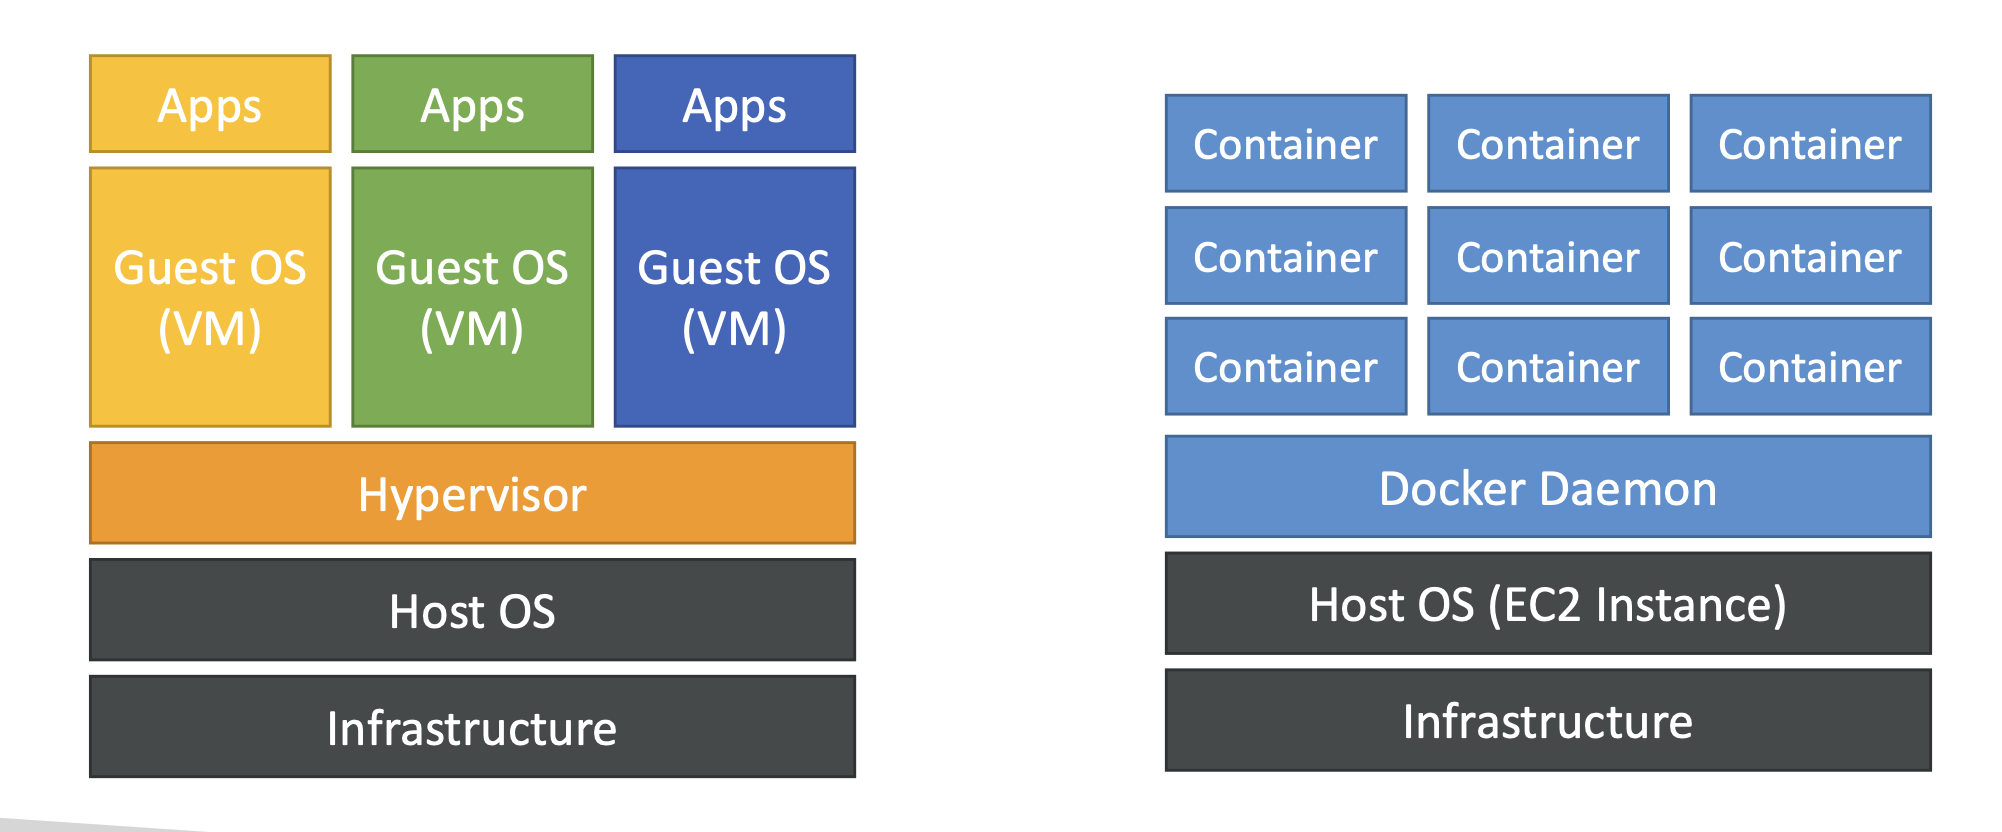 Apps
Apps
Apps
Guest OS
(VM)
Guest OS
(VM)
Guest OS
(VM)
Hypervisor
Host OS
Infrastructure
Container
Container
Container
Container
Container
Container
Container
Container
Container
Docker Daemon
Host OS (EC2 Instance)
Infrastructure